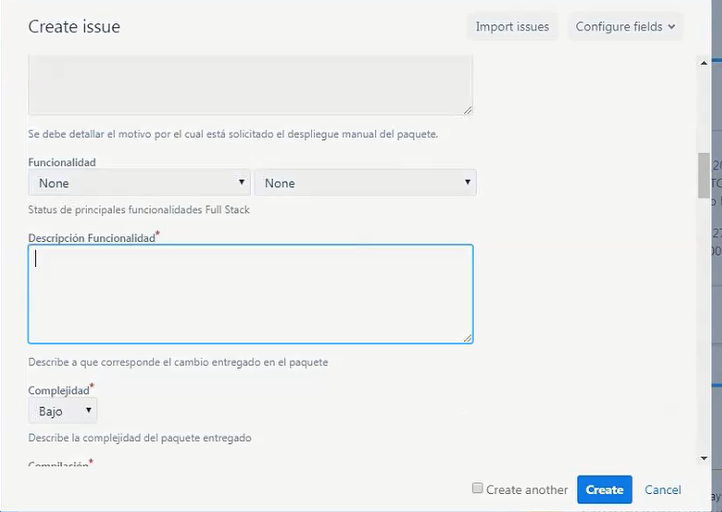 Create issue
Import issues
Configure fields
Se debe detallar el motivo por el cual está solicitado el despliegue manual del paquete.
Funcionalidad
None
None
Status de principales funcionalidades Full Stack
Descripción Funcionalidad*
Describe a que corresponde el cambio entregado en el paquete
Complejidad*
Bajo
Describe la complejidad del paquete entregado
Compilación*
Create another
Create
Cancel